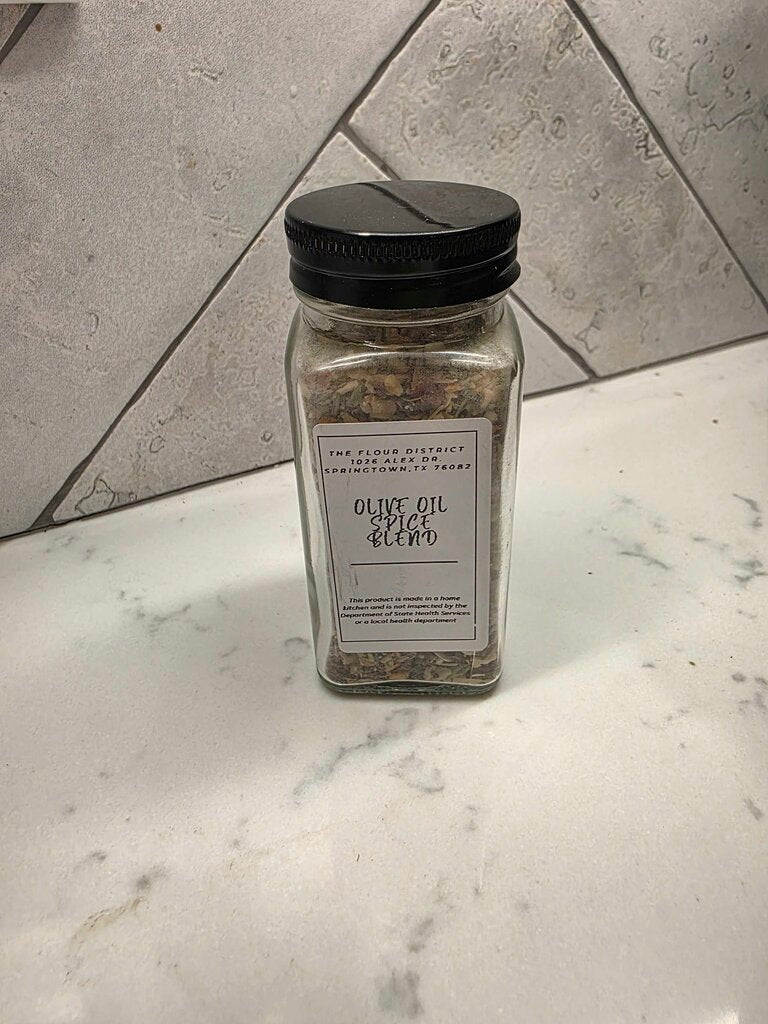 THE FLOUR DISTRICT
1026 ALEX DR.
SPRINGTOWN, TX 76082
OLIVE OIL
SPICE
BLEND
This product is made in a home
kitchen and is not inspected by the
Department of State Health Services
or a local health department